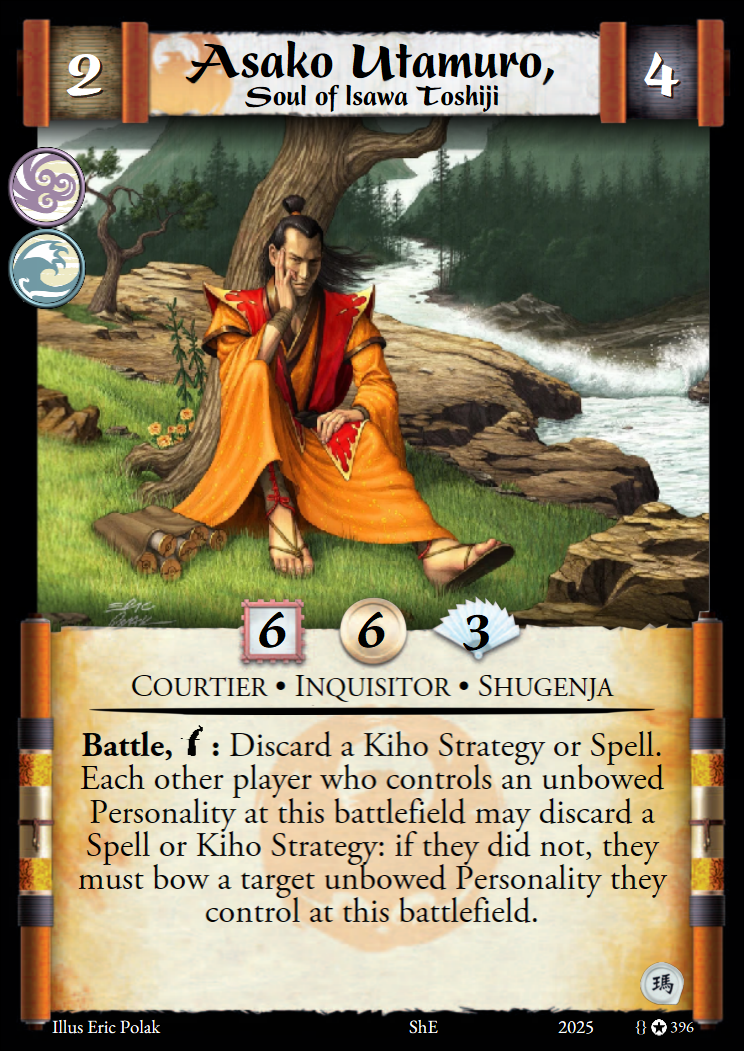 2
Asako Utamuro,
Soul of Isawa Toshiji
4
6 6 3
Courtier • Inquisitor • Shugenja
Battle, : Discard a Kiho Strategy or Spell.
Each other player who controls an unbowed
Personality at this battlefield may discard a
Spell or Kiho Strategy: if they did not, they
must bow a target unbowed Personality they
control at this battlefield.
瑪
Illus Eric Polak ShE 2025 {} 396